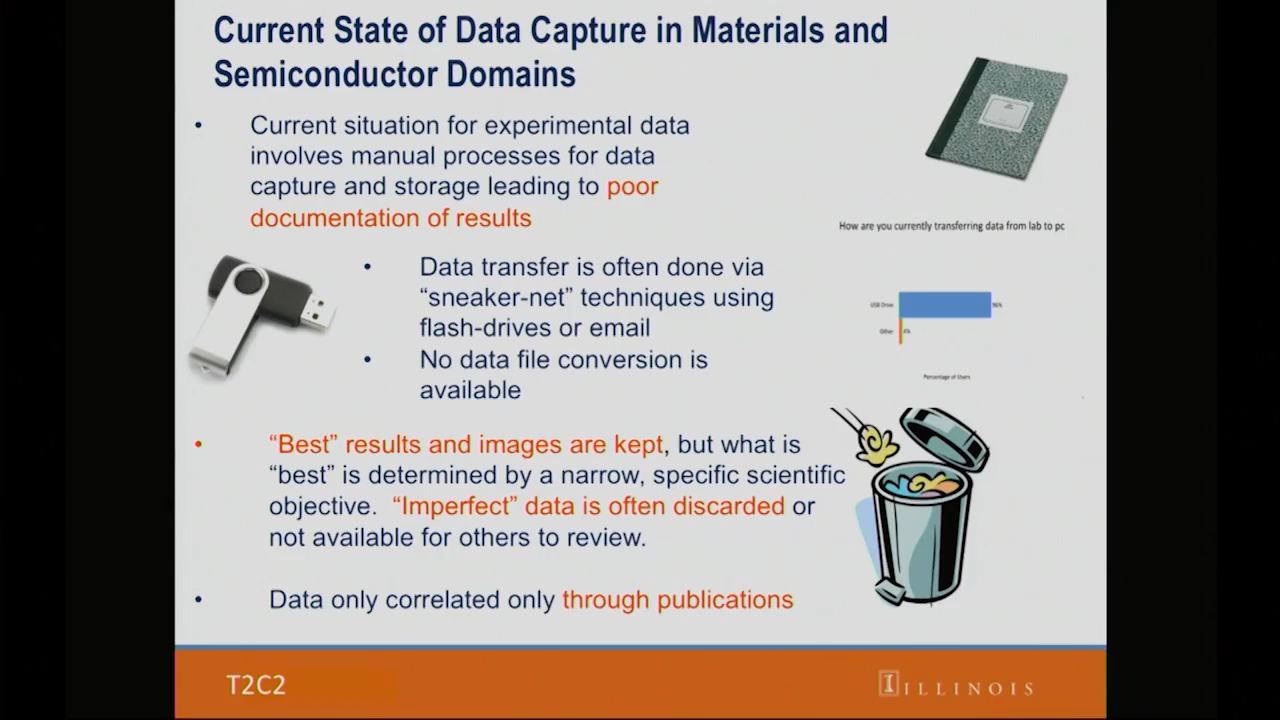 Current State of Data Capture in Materials and
Semiconductor Domains
• Current situation for experimental data
involves manual processes for data
capture and storage leading to poor
documentation of results
How are you currently transferring data from lab to pc
• Data transfer is often done via
“sneaker-net” techniques using
flash-drives or email
• No data file conversion is
available
USB Drive 96%
Other 4%
Percentage of Users
• “Best” results and images are kept, but what is
“best” is determined by a narrow, specific scientific
objective. “Imperfect” data is often discarded or
not available for others to review.
• Data only correlated only through publications
T2C2
I ILLINOIS